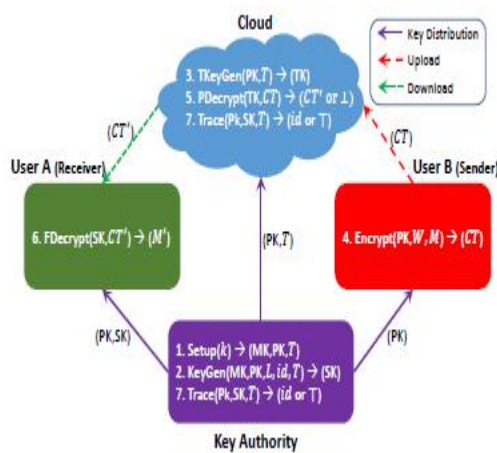 Cloud
Key Distribution
Upload
Download
3. TKeyGen(PK,T) → (TK)
5. PDecrypt(TK,CT) → (CT' or ⊥)
7. Trace(Pk,SK,T) → (id or ⊤)
(CT')
(CT)
User A (Receiver)
User B (Sender)
6. FDecrypt(SK,CT') → (M')
4. Encrypt(PK,W,M) → (CT)
(PK,T)
(PK,SK)
(PK)
1. Setup(k) → (MK,PK,T)
2. KeyGen(MK,PK,L,id,T) → (SK)
7. Trace(Pk,SK,T) → (id or ⊤)
Key Authority